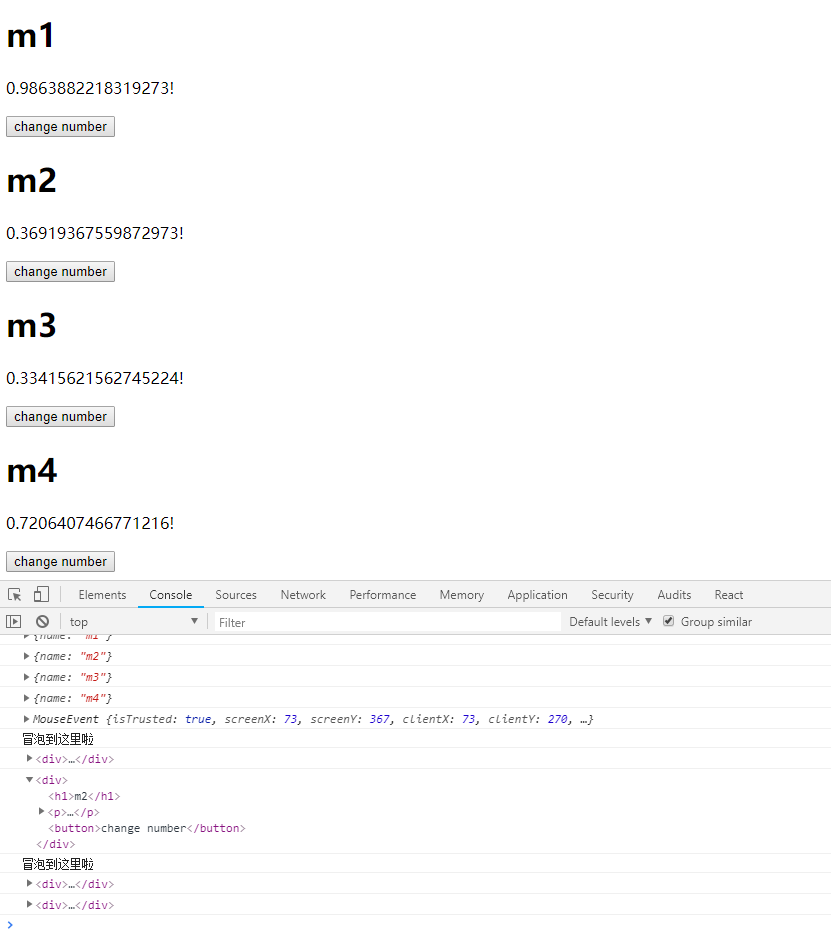 m1
0.9863882218319273!
change number
m2
0.36919367559872973!
change number
m3
0.33415621562745224!
change number
m4
0.7206407466771216!
change number
Elements Console Sources Network Performance Memory Application Security Audits React
top Filter Default levels ▼ Group similar
{name: "m1"}
{name: "m2"}
{name: "m3"}
{name: "m4"}
MouseEvent {isTrusted: true, screenX: 73, screenY: 367, clientX: 73, clientY: 270, …}
冒泡到这里啦
<div>…</div>
<div>
<h1>m2</h1>
<p>…</p>
<button>change number</button>
</div>
冒泡到这里啦
<div>…</div>
<div>…</div>